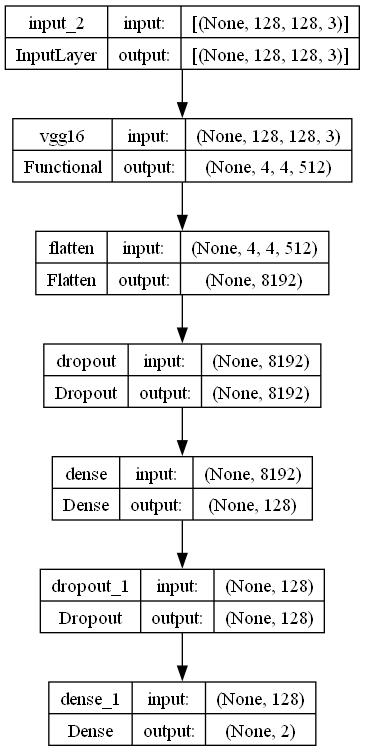 input_2 input: [(None, 128, 128, 3)]
InputLayer output: [(None, 128, 128, 3)]
vgg16 input: (None, 128, 128, 3)
Functional output: (None, 4, 4, 512)
flatten input: (None, 4, 4, 512)
Flatten output: (None, 8192)
dropout input: (None, 8192)
Dropout output: (None, 8192)
dense input: (None, 8192)
Dense output: (None, 128)
dropout_1 input: (None, 128)
Dropout output: (None, 128)
dense_1 input: (None, 128)
Dense output: (None, 2)